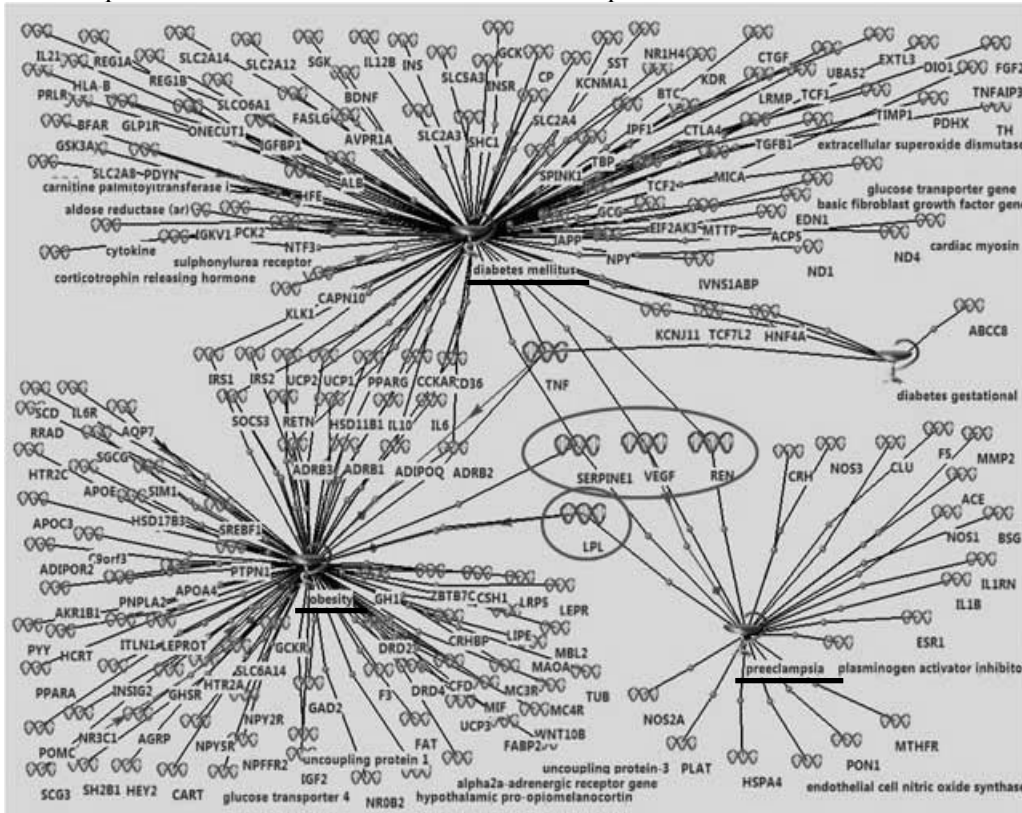 IL21 REG1A SLC2A14 SLC2A12 SGK IL12B INS SLC5A3 GCK INSR CP SST NR1H4 CTGF EXTL3 DIO1 FGF2
HLA-B REG1B BDNF KCNMA1 KDR UBAS2 TNFAIP3
PRLR SLCO6A1 FASLG BTC LRMP TCF1
BFAR GLP1R ONECUT1 AVPR1A SLC2A3 SHC1 SLC2A4 IPF1 CTLA4 TIMP1 PDHX TH
GSK3A IGFBP1 TBP TGFB1 extracellular superoxide dismutase
SLC2A8 PDYN ALB SPINK1 TCF2 MICA
carnitine palmitoyltransferase i HFE glucose transporter gene
aldose reductase (ar) GCG basic fibroblast growth factor gene
IGKV1 PCK2 EIF2AK3 MTTP EDN1
cytokine NTF3 IAPP ACP5 cardiac myosin
sulphonylurea receptor NPY ND1 ND4
corticotrophin releasing hormone diabetes mellitus
CAPN10 IVNS1ABP
KLK1 KCNJ11 TCF7L2 HNF4A ABCC8
IRS1 IRS2 UCP2 UCP1 PPARG CCKAR CD36 TNF diabetes gestational
SCD IL6R SOCS3 RETN HSD11B1 IL10 IL6
RRAD AQP7
HTR2C SGCG ADRB3 ADRB1 ADIPOQ ADRB2 SERPINE1 VEGF REN CRH NOS3 CLU F5 MMP2
APOE SIM1 ACE
APOC3 HSD17B3 SREBF1 LPL NOS1 BSG
ADIPOR2 C9orf3 PTPN1 IL1RN
AKR1B1 PNPLA2 APOA4 obesity GH1 ZBTB7C CSH1 LRP5 LEPR IL1B
PYY HCRT ITLN1 LEPROT GCKR DRD2 CRHBP LIPE MBL2 ESR1
PPARA INSIG2 GHSR HTR2A SLC6A14 F3 DRD4 CFD MC3R MAOA TUB preeclampsia plasminogen activator inhibito
NR3C1 NPY2R GAD2 MIF MC4R NOS2A
POMC AGRP NPY5R FAT UCP3 WNT10B MTHFR
SCG3 SH2B1 HEY2 NPFFR2 uncoupling protein 1 FABP2 PLAT PON1
CART IGF2 uncoupling protein-3 HSPA4
glucose transporter 4 NR0B2 alpha2a-adrenergic receptor gene endothelial cell nitric oxide synthase
hypothalamic pro-opiomelanocortin